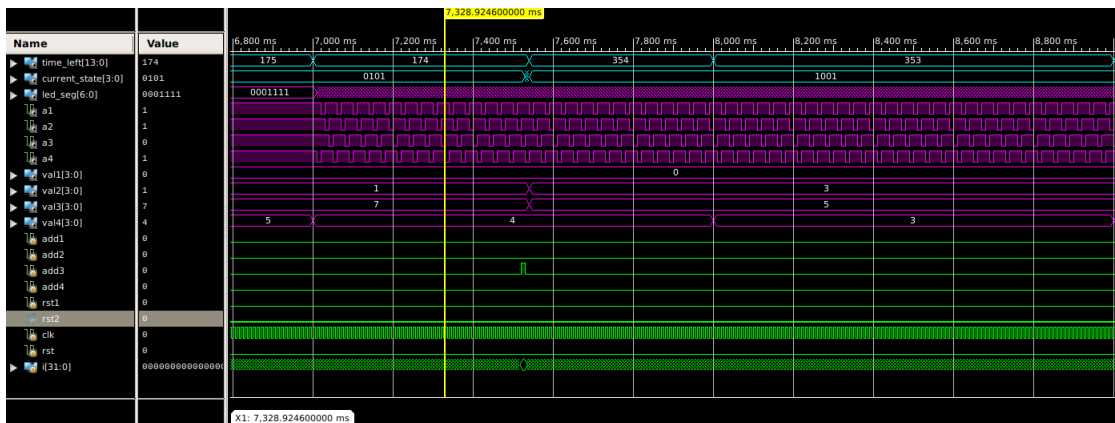 7,328.924600000 ms
Name Value 6,800 ms 7,000 ms 7,200 ms 7,400 ms 7,600 ms 7,800 ms 8,000 ms 8,200 ms 8,400 ms 8,600 ms 8,800 ms
time_left[13:0] 174 175 174 354 353
current_state[3:0] 0101 0101 1001
led_seg[6:0] 0001111 0001111
a1 1
a2 1
a3 0
a4 1
val1[3:0] 0 0
val2[3:0] 1 1 3
val3[3:0] 7 7 5
val4[3:0] 4 5 4 3
add1 0
add2 0
add3 0
add4 0
rst1 0
rst2 0
clk 0
rst 0
i[31:0] 000000000000000
X1: 7,328.924600000 ms